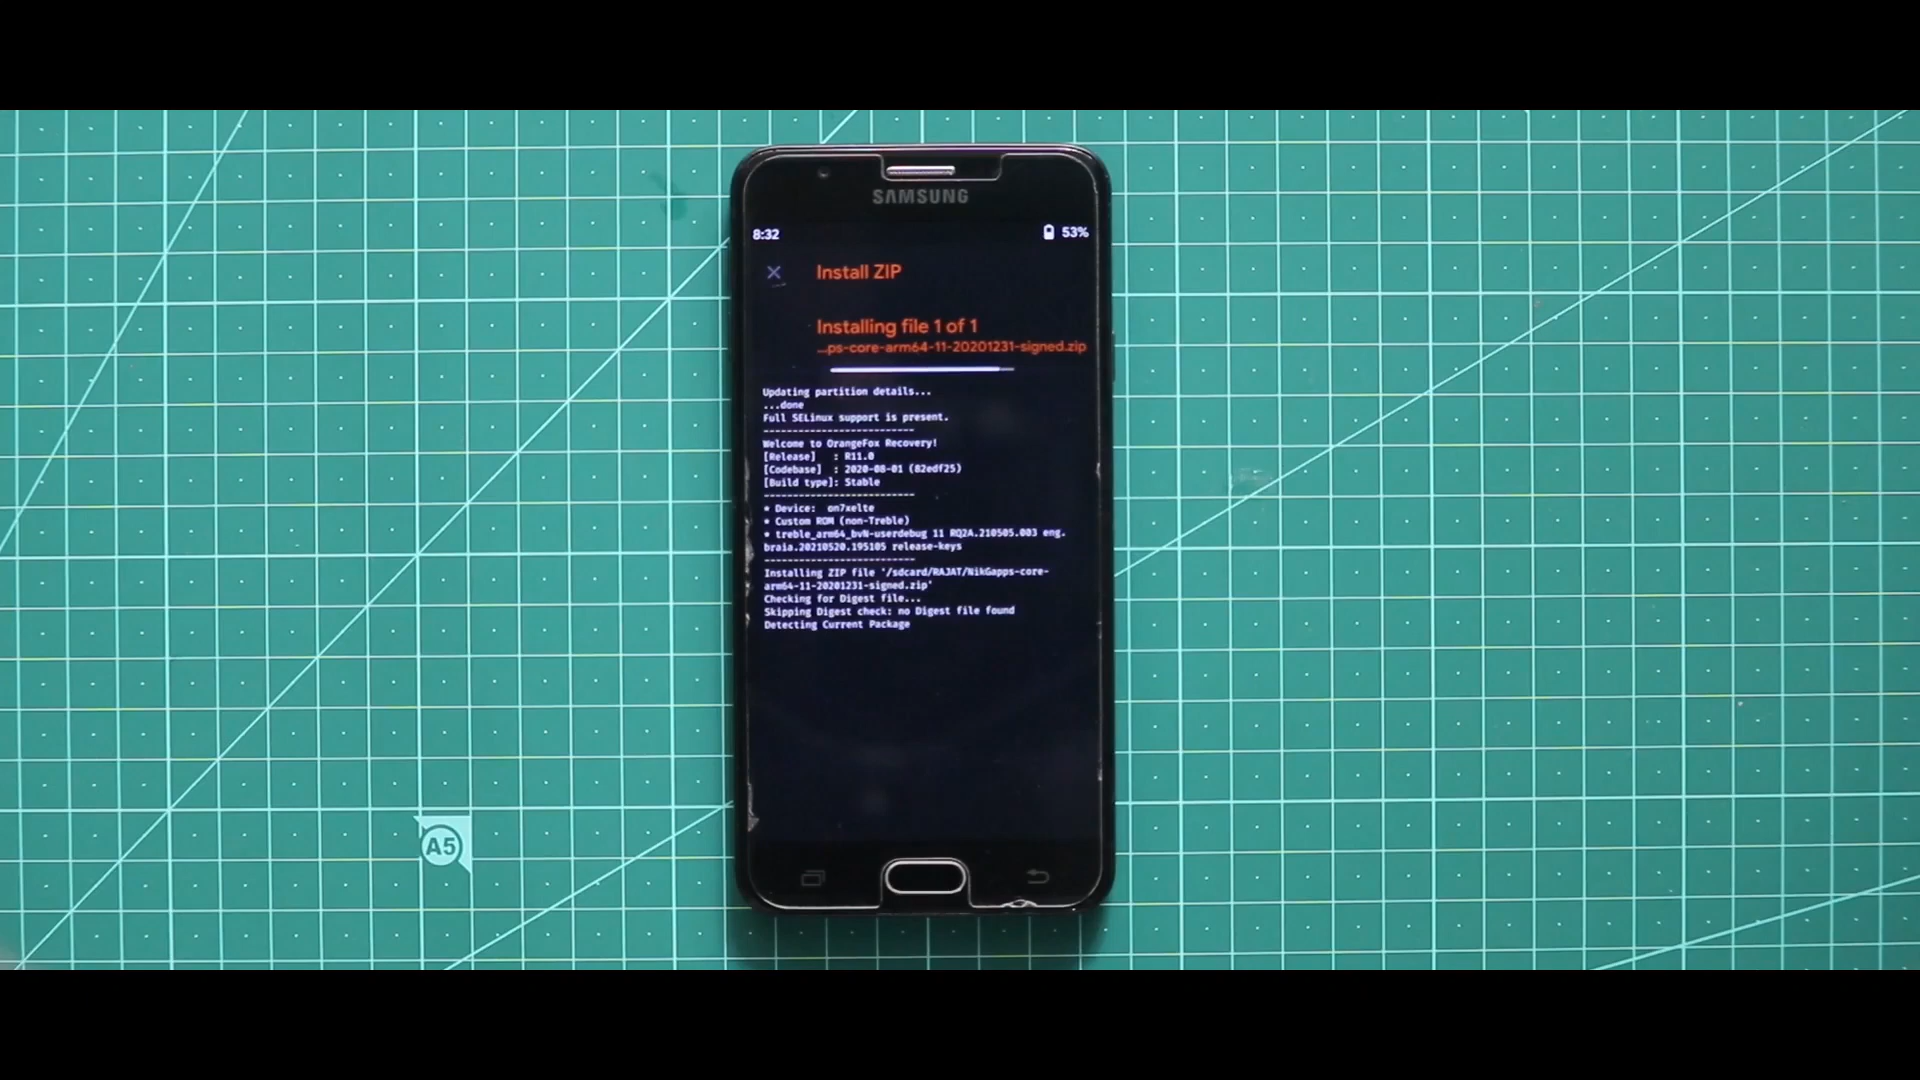 SAMSUNG
8:32
53%
Install ZIP
Installing file 1 of 1
...ps-core-arm64-11-20201231-signed.zip
Updating partition details...
...done
Full SELinux support is present.
--------------------------
Welcome to OrangeFox Recovery!
[Release]   : R11.0
[Codebase]  : 2020-08-01 (82edf25)
[Build type]: Stable
--------------------------
* Device:  on7xelte
* Custom ROM (non-Treble)
* treble_arm64_bvN-userdebug 11 RQ2A.210505.003 eng.
braia.20210520.195105 release-keys
--------------------------
Installing ZIP file '/sdcard/RAJAT/NikGapps-core-
arm64-11-20201231-signed.zip'
Checking for Digest file...
Skipping Digest check: no Digest file found
Detecting Current Package
A5